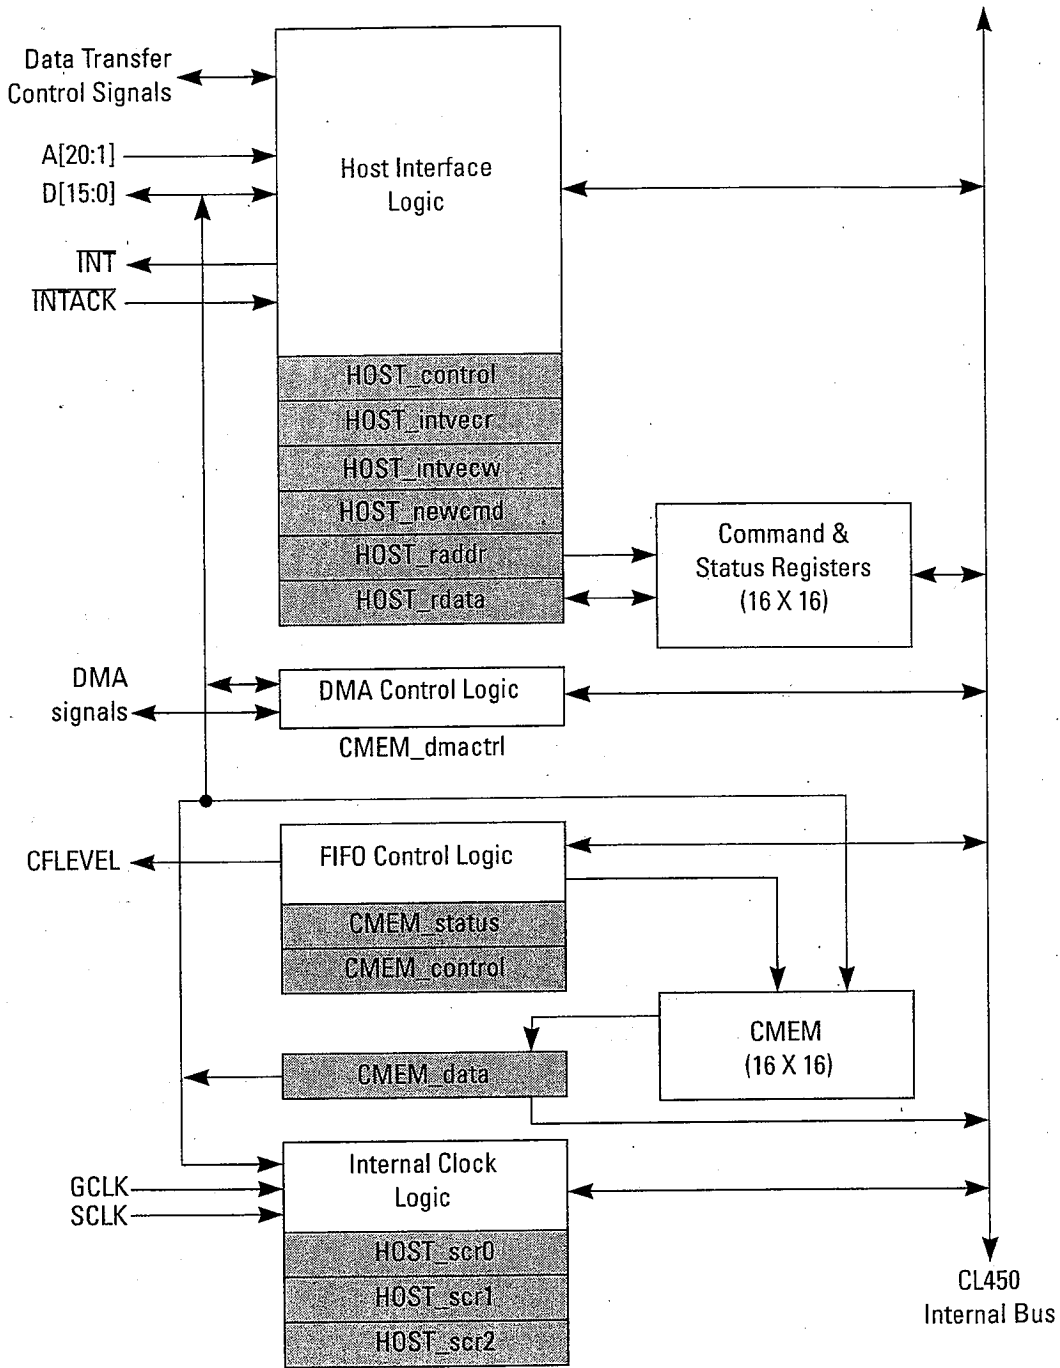 Data Transfer
Control Signals
A[20:1]
D[15:0]
INT
INTACK
Host Interface
Logic
HOST_control
HOST_intvecr
HOST_intvecw
HOST_newcmd
HOST_raddr
HOST_rdata
Command &
Status Registers
(16 X 16)
DMA
signals
DMA Control Logic
CMEM_dmactrl
CFLEVEL
FIFO Control Logic
CMEM_status
CMEM_control
CMEM
(16 X 16)
CMEM_data
GCLK
SCLK
Internal Clock
Logic
HOST_scr0
HOST_scr1
HOST_scr2
CL450
Internal Bus